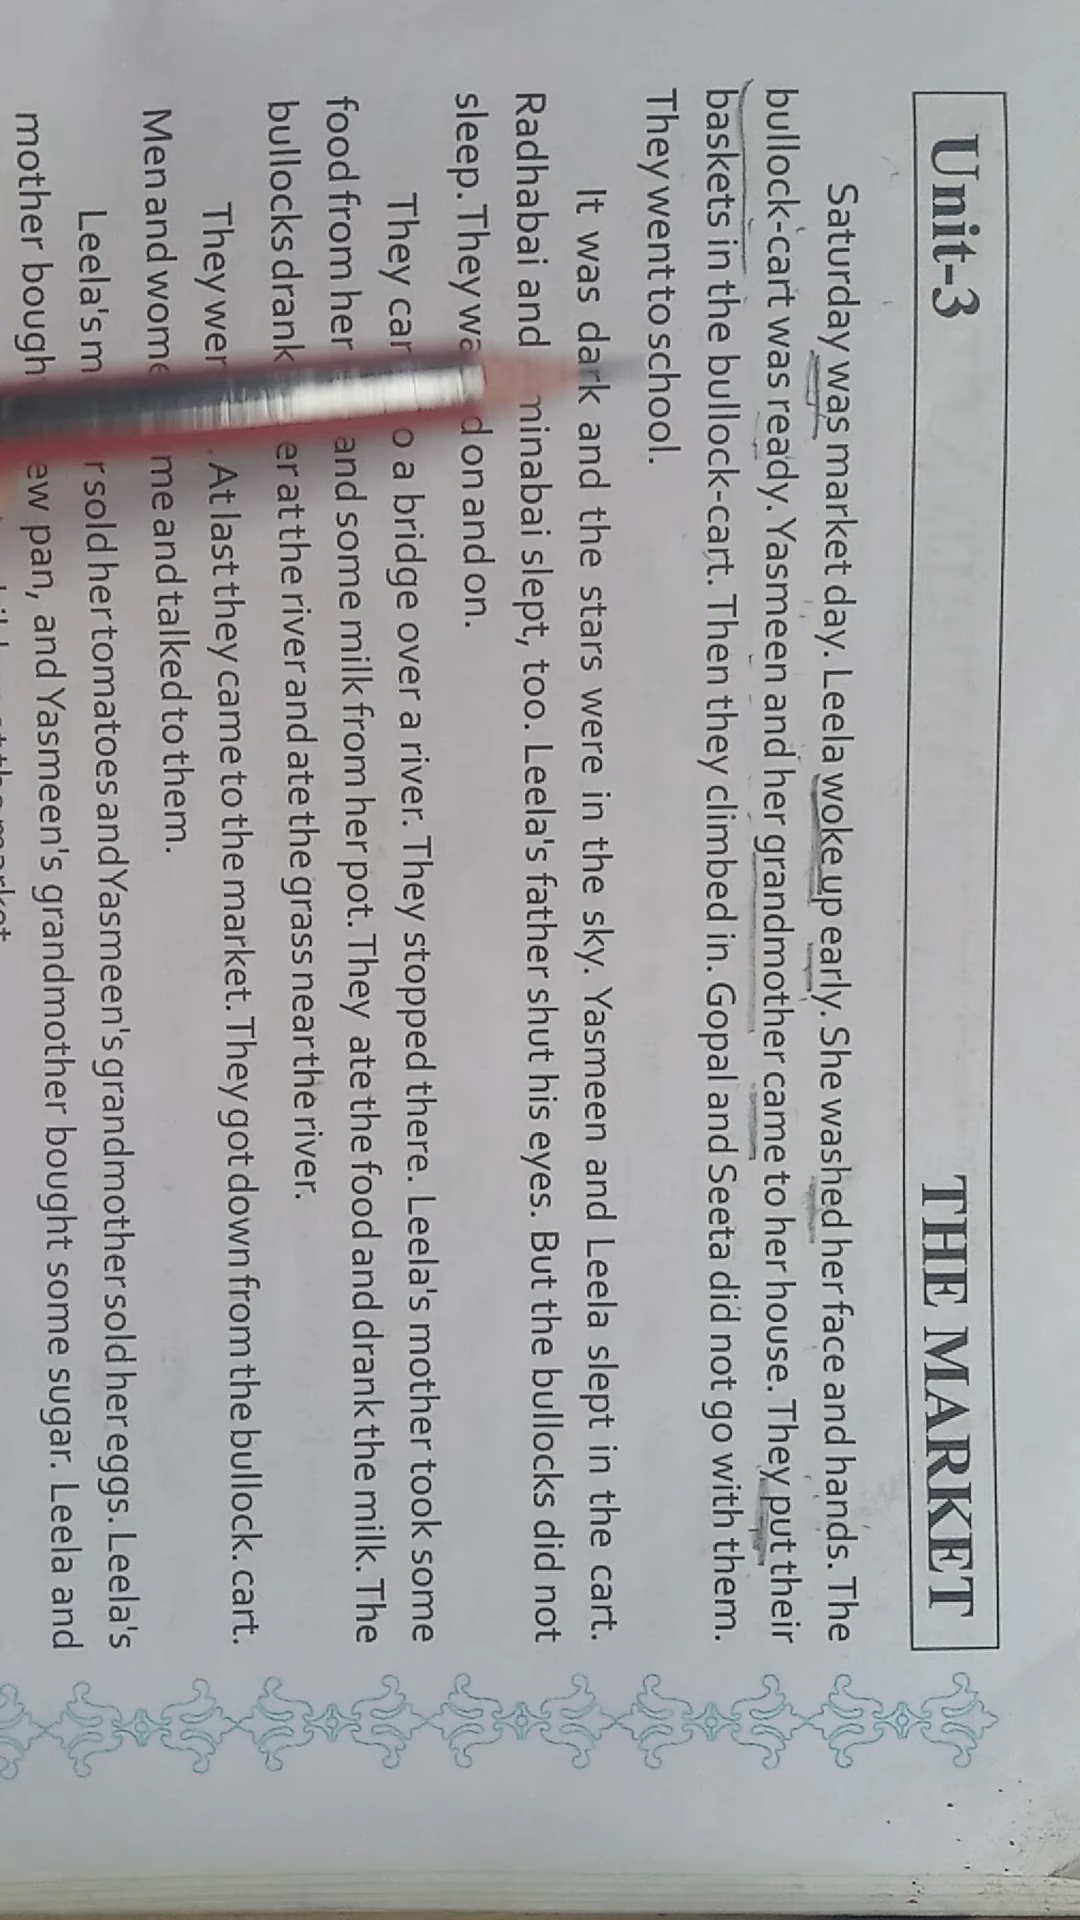 Unit-3 THE MARKET
Saturday was market day. Leela woke up early. She washed her face and hands. The
bullock-cart was ready. Yasmeen and her grandmother came to her house. They put their
baskets in the bullock-cart. Then they climbed in. Gopal and Seeta did not go with them.
They went to school.
It was dark and the stars were in the sky. Yasmeen and Leela slept in the cart.
Radhabai and slept, too. Leela's father shut his eyes. But the bullocks did not
sleep. They on and on.
They a bridge over a river. They stopped there. Leela's mother took some
food from her and some milk from her pot. They ate the food and drank the milk. The
bullocks drank at the river and ate the grass near the river.
They At last they came to the market. They got down from the bullock. cart.
Men and and talked to them.
Leela's sold her tomatoes and Yasmeen's grandmother sold her eggs. Leela's
mother pan, and Yasmeen's grandmother bought some sugar. Leela and